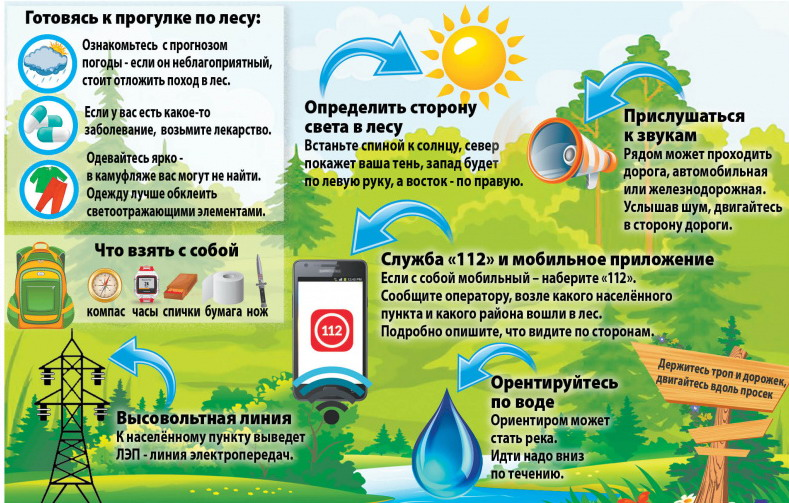 Готовясь к прогулке по лесу:
Ознакомьтесь с прогнозом
погоды - если он неблагоприятный,
стоит отложить поход в лес.
Если у вас есть какое-то
заболевание, возьмите лекарство.
Одевайтесь ярко -
в камуфляже вас могут не найти.
Одежду лучше обклеить
светоотражающими элементами.
Что взять с собой
компас часы спички бумага нож
Определить сторону
света в лесу
Встаньте спиной к солнцу, север
покажет ваша тень, запад будет
по левую руку, а восток - по правую.
Прислушаться
к звукам
Рядом может проходить
дорога, автомобильная
или железнодорожная.
Услышав шум, двигайтесь
в сторону дороги.
Служба «112» и мобильное приложение
Если с собой мобильный – наберите «112».
Сообщите оператору, возле какого населённого
пункта и какого района вошли в лес.
Подробно опишите, что видите по сторонам.
112
Высовольтная линия
К населённому пункту выведет
ЛЭП - линия электропередач.
Орентируйтесь
по воде
Ориентиром может
стать река.
Идти надо вниз
по течению.
Держитесь троп и дорожек,
двигайтесь вдоль просек